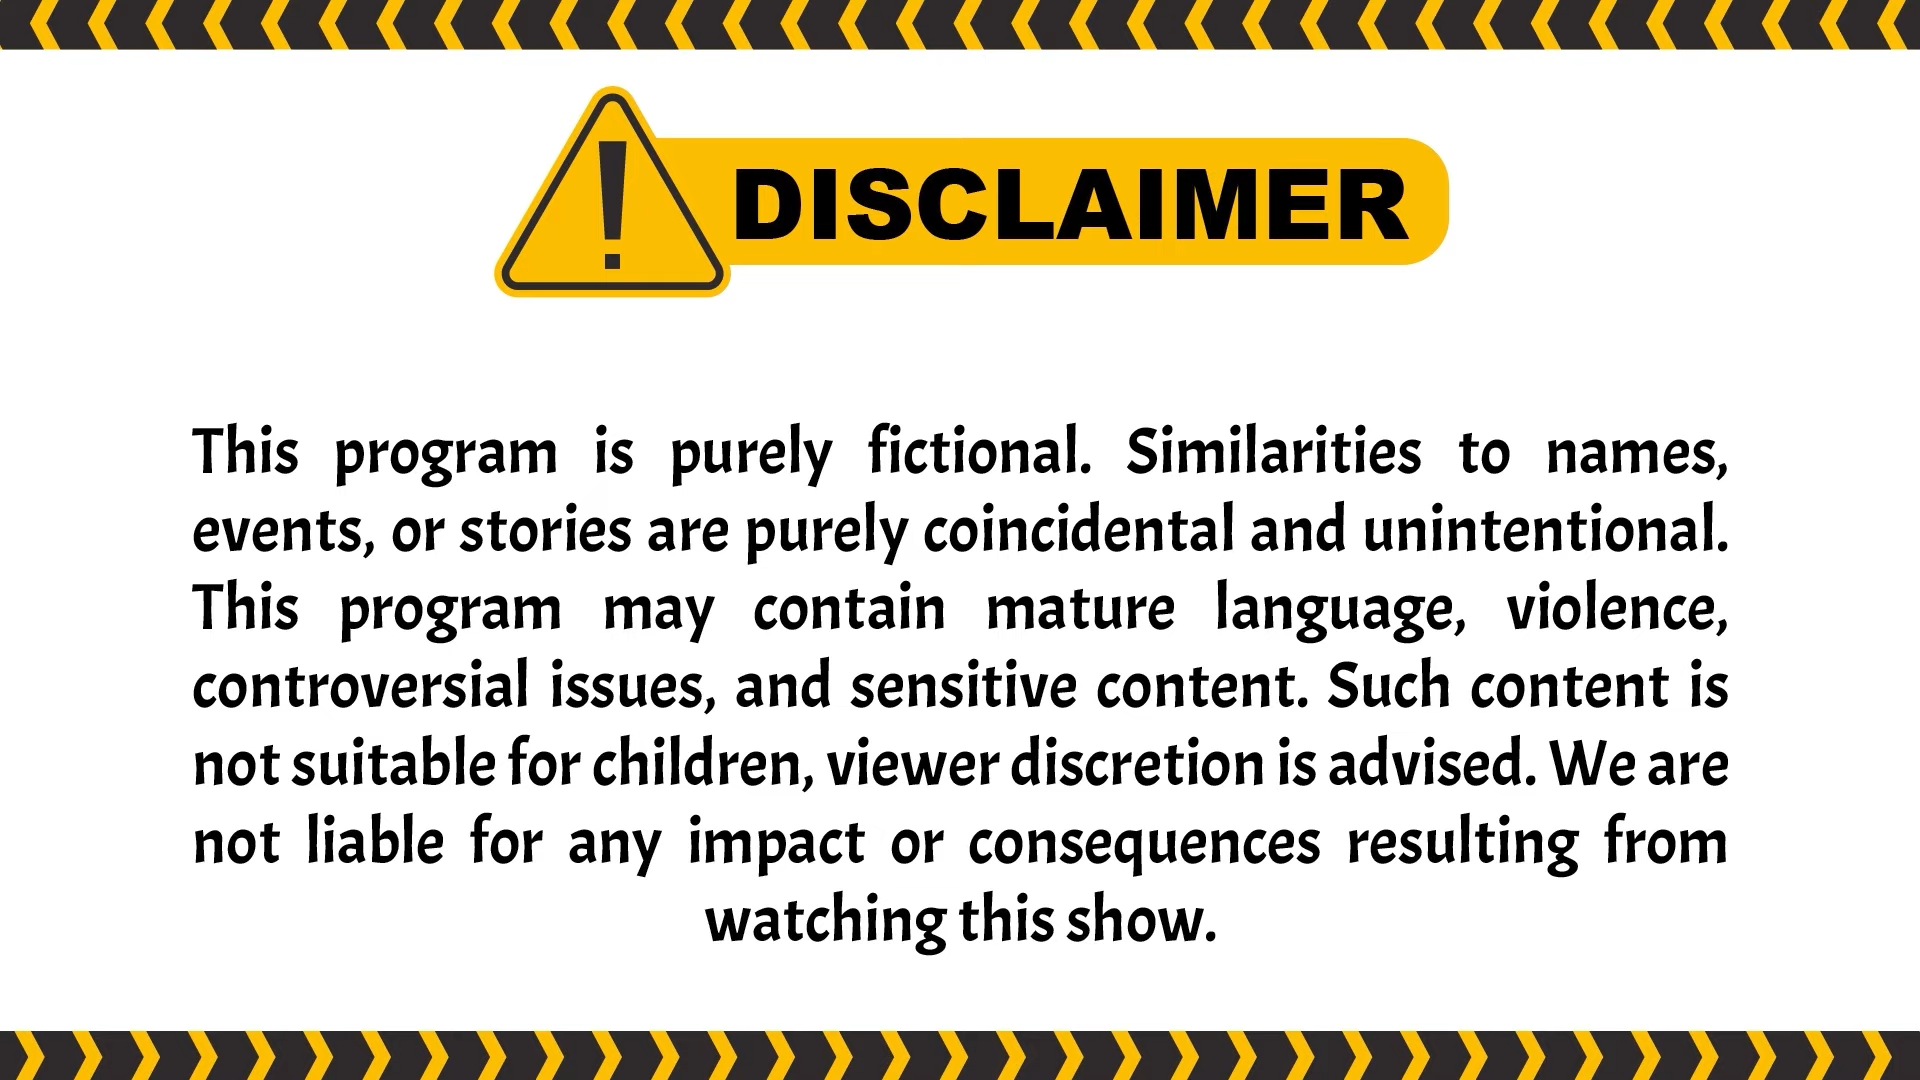 DISCLAIMER
This program is purely fictional. Similarities to names,
events, or stories are purely coincidental and unintentional.
This program may contain mature language, violence,
controversial issues, and sensitive content. Such content is
not suitable for children, viewer discretion is advised. We are
not liable for any impact or consequences resulting from
watching this show.